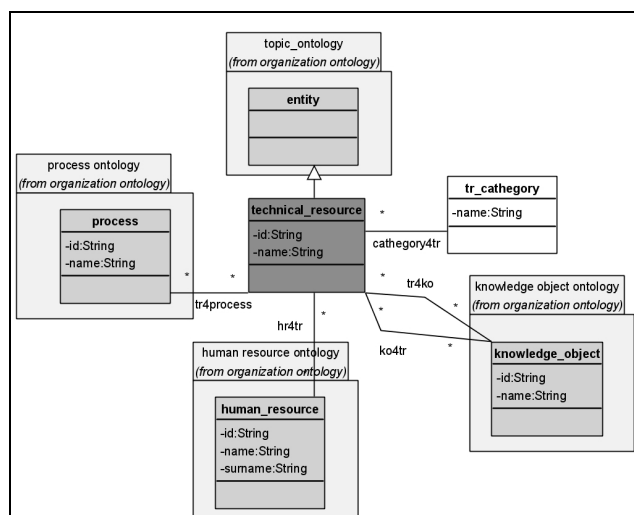 topic_ontology
(from organization ontology)
entity
process ontology
(from organization ontology)
process
-id:String
-name:String
technical_resource
-id:String
-name:String
tr_cathegory
-name:String
*
cathegory4tr
*
*
tr4process
*
tr4ko
*
*
ko4tr
*
hr4tr
*
knowledge object ontology
(from organization ontology)
knowledge_object
-id:String
-name:String
human resource ontology
(from organization ontology)
*
human_resource
-id:String
-name:String
-surname:String